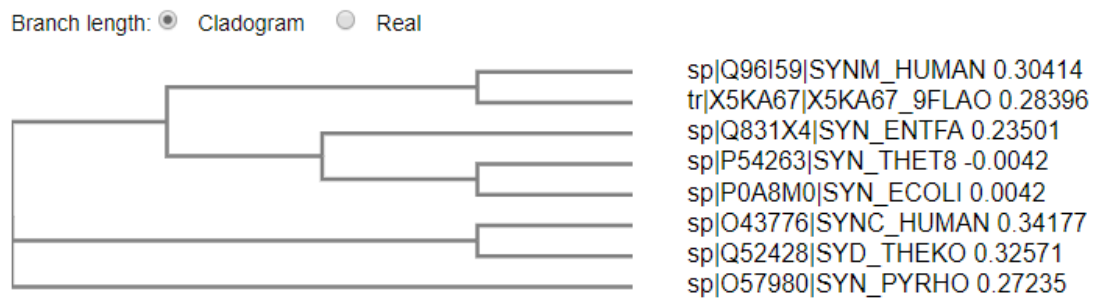 Branch length: Cladogram Real
sp|Q96I59|SYNM_HUMAN 0.30414
tr|X5KA67|X5KA67_9FLAO 0.28396
sp|Q831X4|SYN_ENTFA 0.23501
sp|P54263|SYN_THET8 -0.0042
sp|P0A8M0|SYN_ECOLI 0.0042
sp|O43776|SYNC_HUMAN 0.34177
sp|Q52428|SYD_THEKO 0.32571
sp|O57980|SYN_PYRHO 0.27235